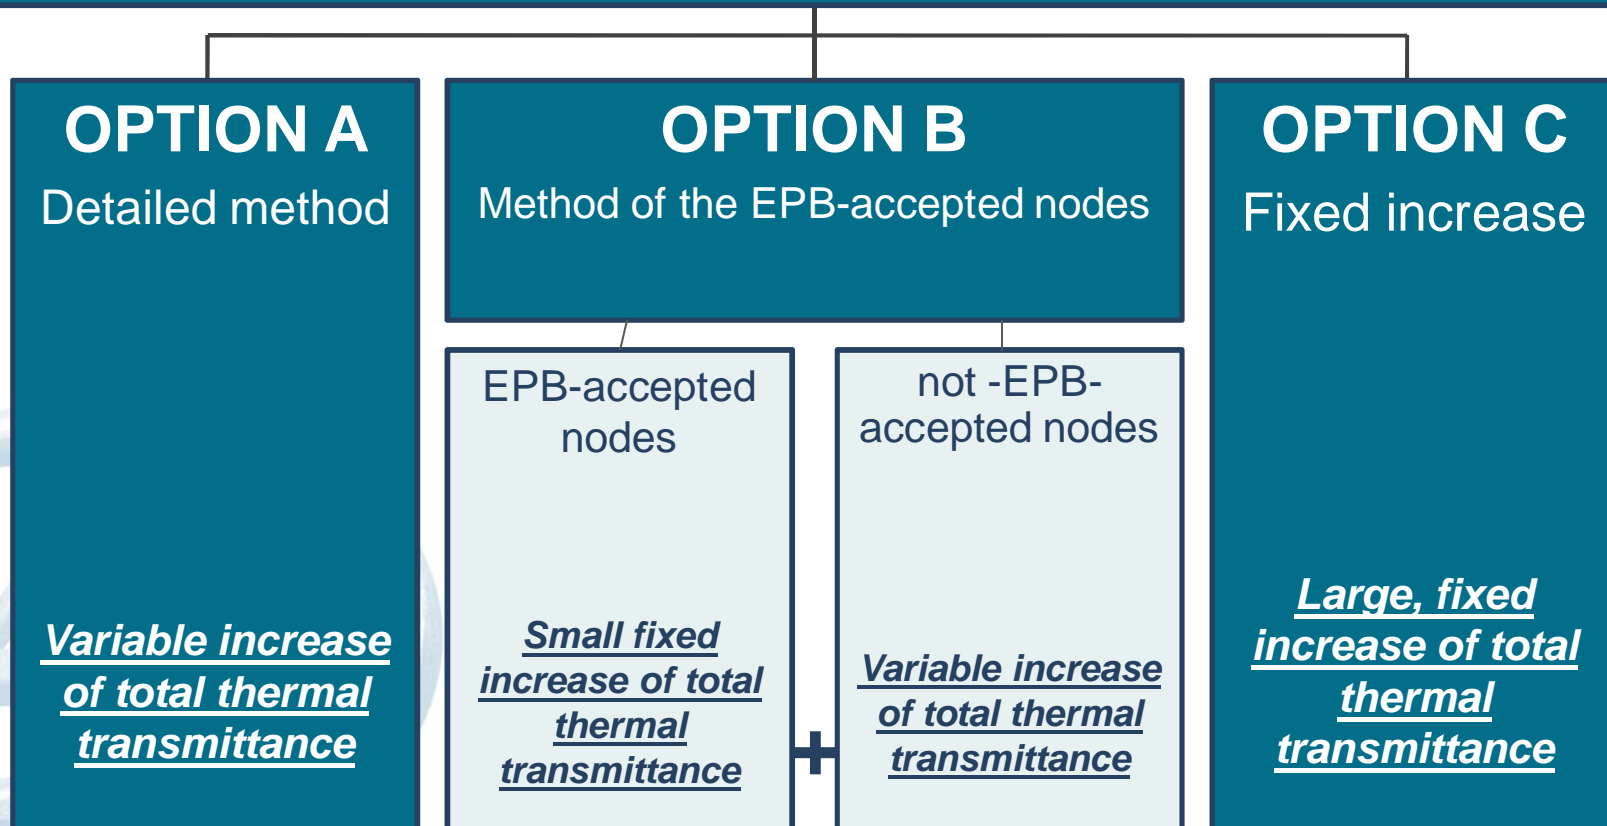 OPTION A
Detailed method
Variable increase
of total thermal
transmittance
OPTION B
Method of the EPB-accepted nodes
EPB-accepted
nodes
Small fixed
increase of total
thermal
transmittance
+
not -EPB-
accepted nodes
Variable increase
of total thermal
transmittance
OPTION C
Fixed increase
Large, fixed
increase of total
thermal
transmittance